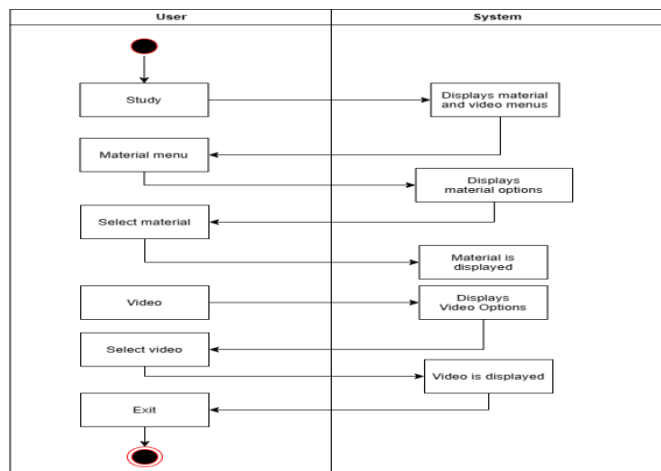 User
System
Study
Displays material
and video menus
Material menu
Displays
material options
Select material
Material is
displayed
Video
Displays
Video Options
Select video
Video is displayed
Exit